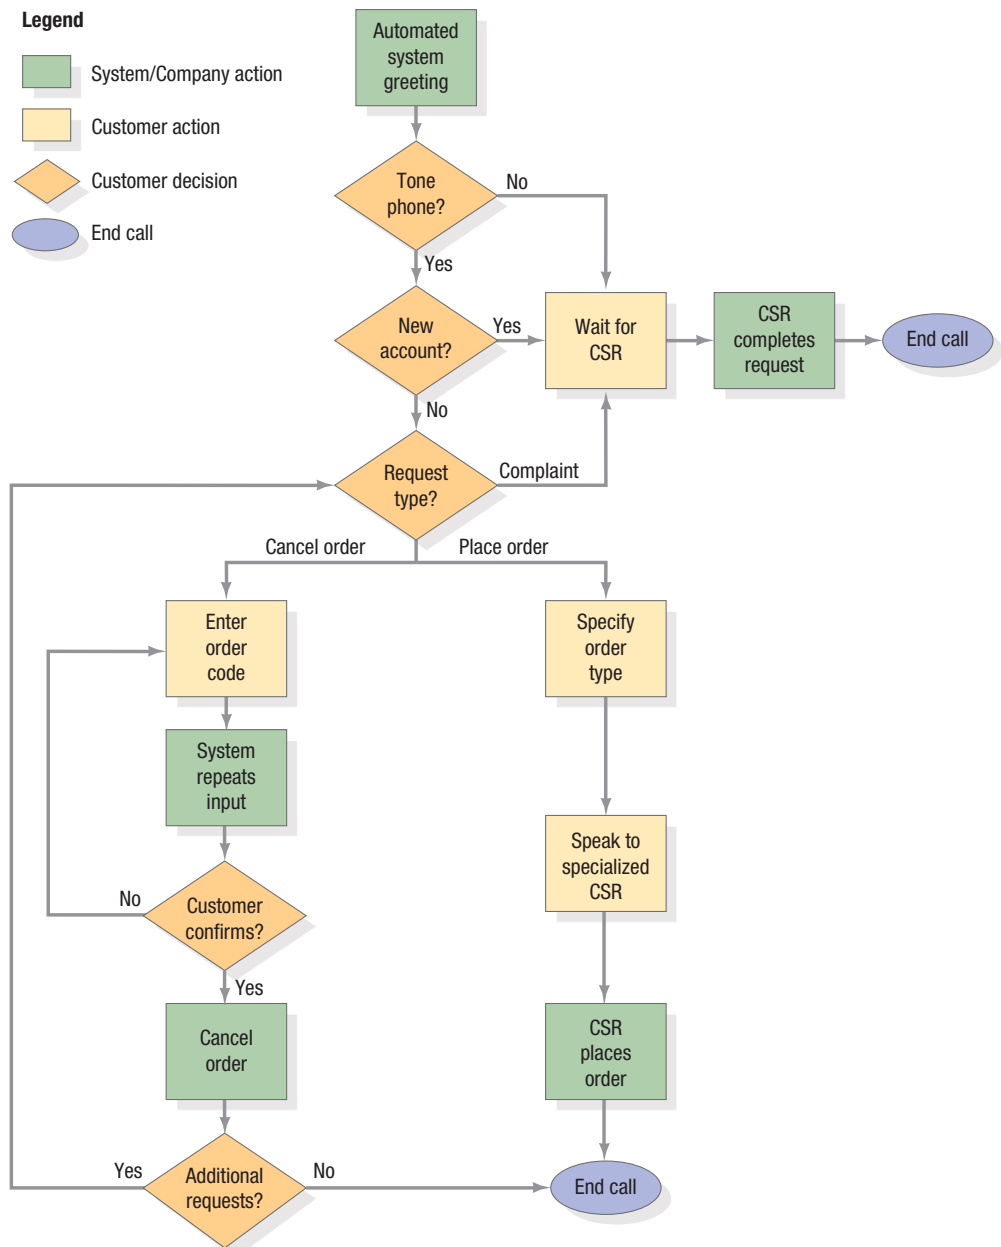 Legend
System/Company action
Customer action
Customer decision
End call
Automated
system
greeting
Tone
phone?
No
Yes
New
account?
Yes
Wait for
CSR
CSR
completes
request
End call
No
Request
type?
Complaint
Cancel order
Place order
Enter
order
code
Specify
order
type
System
repeats
input
Speak to
specialized
CSR
No
Customer
confirms?
Yes
Cancel
order
CSR
places
order
Yes
Additional
requests?
No
End call